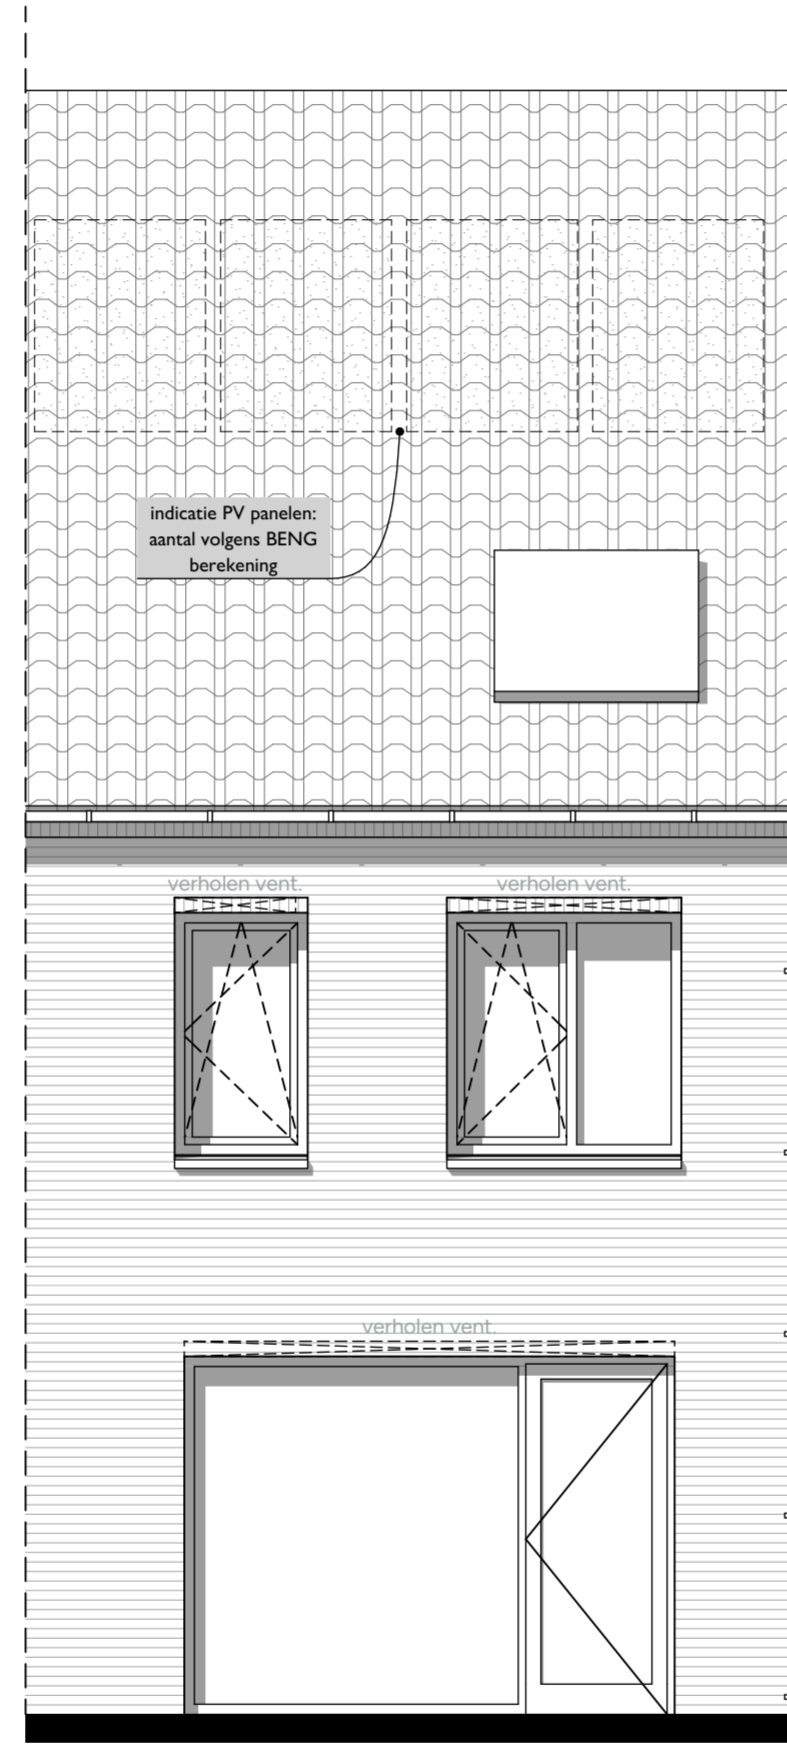 indicatie PV panelen:
aantal volgens BENG
berekening
verholen vent.
verholen vent.
verholen vent.